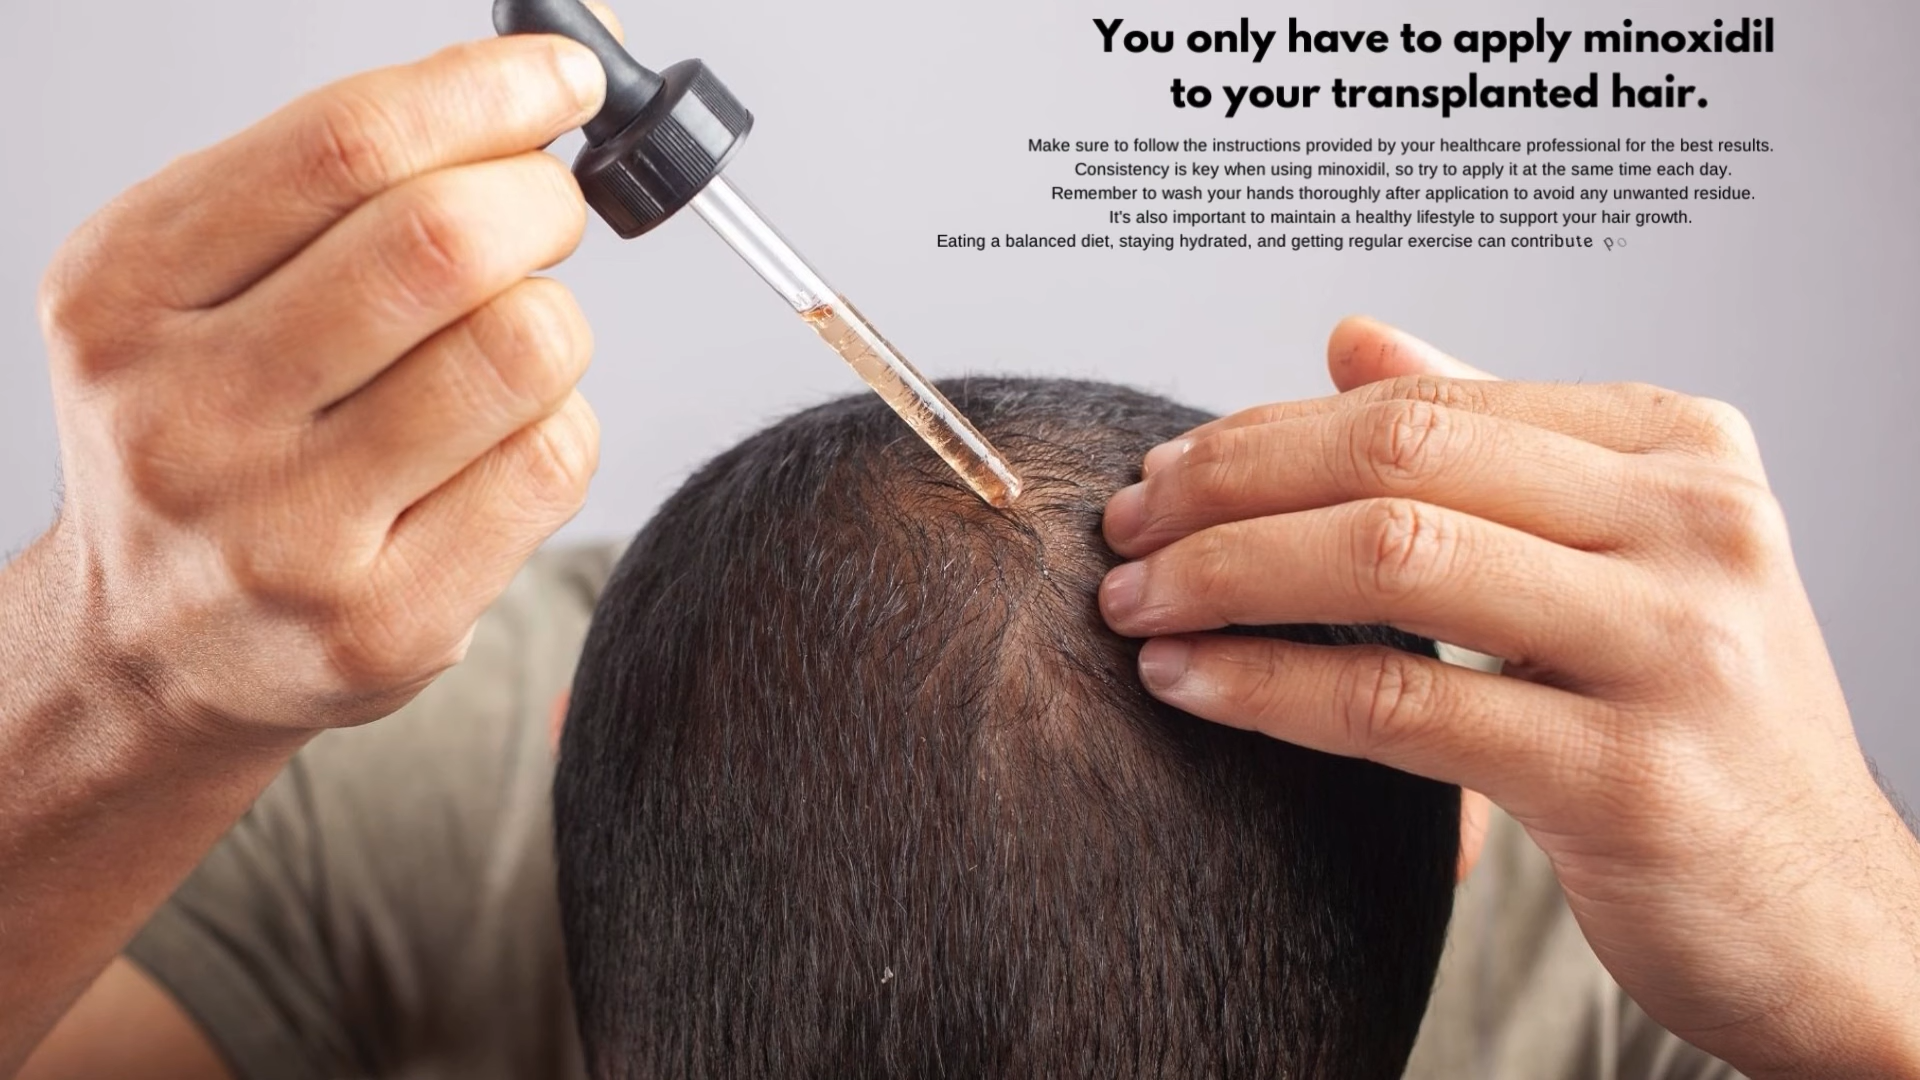 You only have to apply minoxidil
to your transplanted hair.
Make sure to follow the instructions provided by your healthcare professional for the best results.
Consistency is key when using minoxidil, so try to apply it at the same time each day.
Remember to wash your hands thoroughly after application to avoid any unwanted residue.
It's also important to maintain a healthy lifestyle to support your hair growth.
Eating a balanced diet, staying hydrated, and getting regular exercise can contribute po